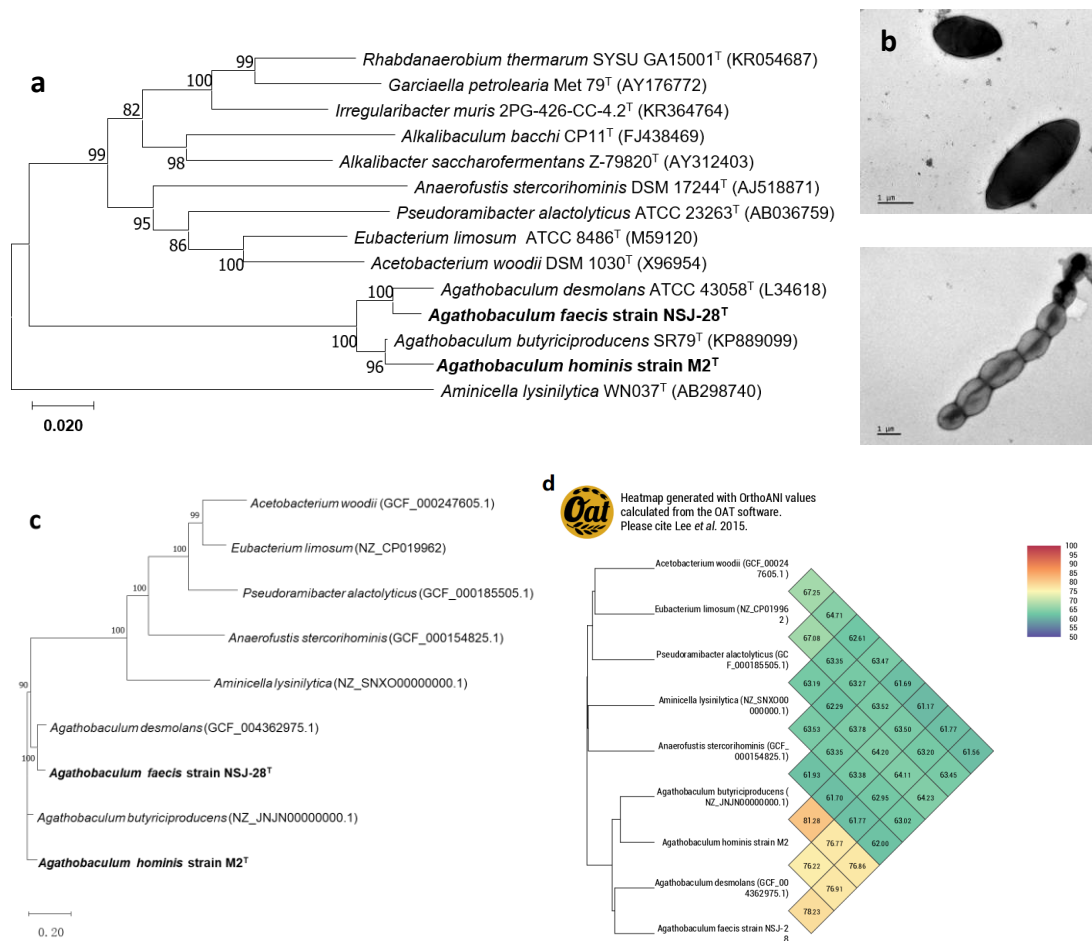 a
99
Rhabdanaerobium thermarum SYSU GA15001T (KR054687)
100
Garciaella petrolearia Met 79T (AY176772)
82
Irregularibacter muris 2PG-426-CC-4.2T (KR364764)
Alkalibaculum bacchi CP11T (FJ438469)
99
98
Alkalibacter saccharofermentans Z-79820T (AY312403)
Anaerofustis stercorihominis DSM 17244T (AJ518871)
95
Pseudoramibacter alactolyticus ATCC 23263T (AB036759)
86
Eubacterium limosum ATCC 8486T (M59120)
100
Acetobacterium woodii DSM 1030T (X96954)
100
Agathobaculum desmolans ATCC 43058T (L34618)
Agathobaculum faecis strain NSJ-28T
100
Agathobaculum butyriciproducens SR79T (KP889099)
96
Agathobaculum hominis strain M2T
Aminicella lysinilytica WN037T (AB298740)
0.020
b
1 μm
1 μm
c
Acetobacterium woodii (GCF_000247605.1)
99
Eubacterium limosum (NZ_CP019962)
100
Pseudoramibacter alactolyticus (GCF_000185505.1)
100
Anaerofustis stercorihominis (GCF_000154825.1)
100
Aminicella lysinilytica (NZ_SNXO00000000.1)
90
Agathobaculum desmolans (GCF_004362975.1)
100
Agathobaculum faecis strain NSJ-28T
Agathobaculum butyriciproducens (NZ_JNJN00000000.1)
Agathobaculum hominis strain M2T
0.20
d
Oat
Heatmap generated with OrthoANI values
calculated from the OAT software.
Please cite Lee et al. 2015.
100
95
90
85
80
75
70
65
60
55
50
Acetobacterium woodii (GCF_00024
7605.1)
Eubacterium limosum (NZ_CP01996
2)
Pseudoramibacter alactolyticus (GC
F_000185505.1)
Aminicella lysinilytica (NZ_SNXO00
000000.1)
Anaerofustis stercorihominis (GCF_
000154825.1)
Agathobaculum butyriciproducens (
NZ_JNJN00000000.1)
Agathobaculum hominis strain M2
Agathobaculum desmolans (GCF_00
4362975.1)
Agathobaculum faecis strain NSJ-2
8
67.25
64.71
67.08 62.61
63.35 63.47
63.19 63.27 61.69
62.29 63.52 61.17
63.53 63.78 63.50 61.77
63.35 64.20 63.20 61.56
61.93 63.38 64.11 63.45
61.70 62.95 64.23
81.28 61.77 63.02
76.77 62.00
76.22 76.86
76.91
78.23